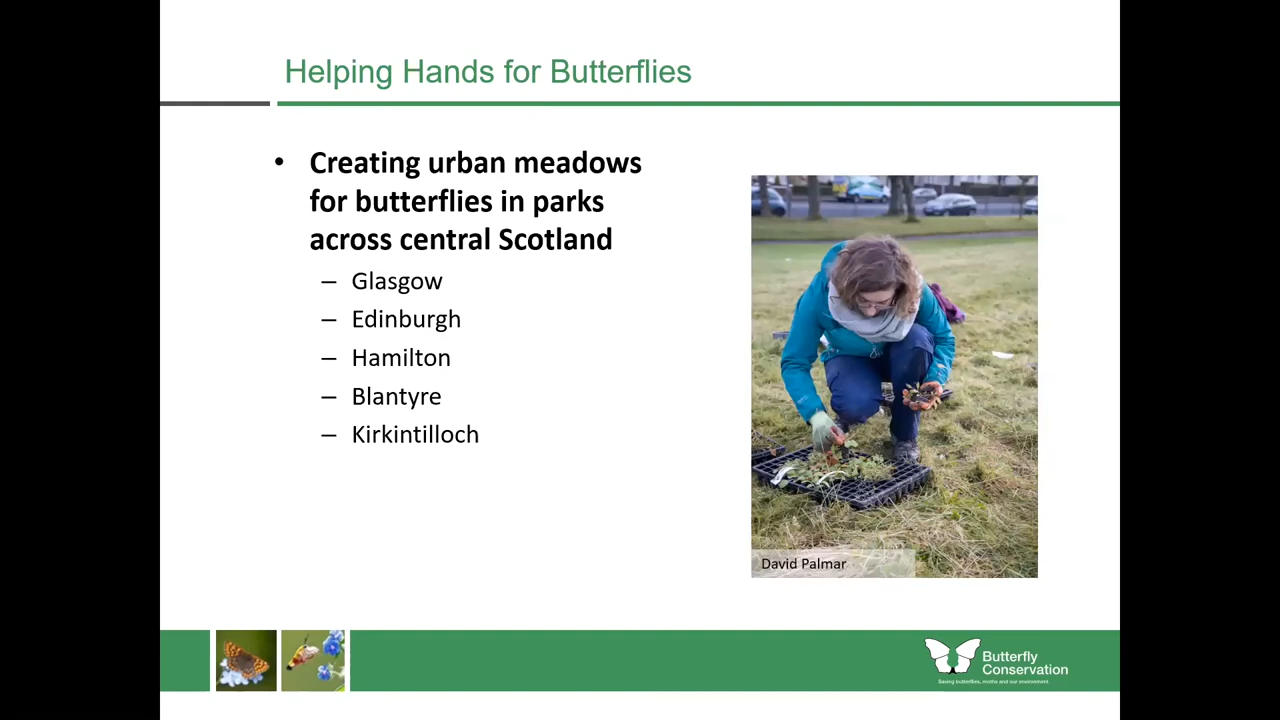 Helping Hands for Butterflies
• Creating urban meadows
for butterflies in parks
across central Scotland
– Glasgow
– Edinburgh
– Hamilton
– Blantyre
– Kirkintilloch
David Palmar
Butterfly
Conservation
Saving butterflies, moths and our environment